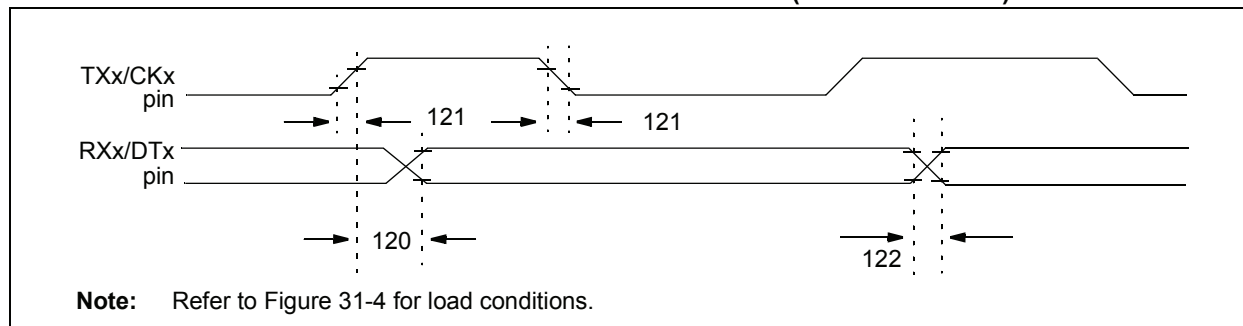 TXx/CKx
pin
121
121
RXx/DTx
pin
120
122
Note: Refer to Figure 31-4 for load conditions.